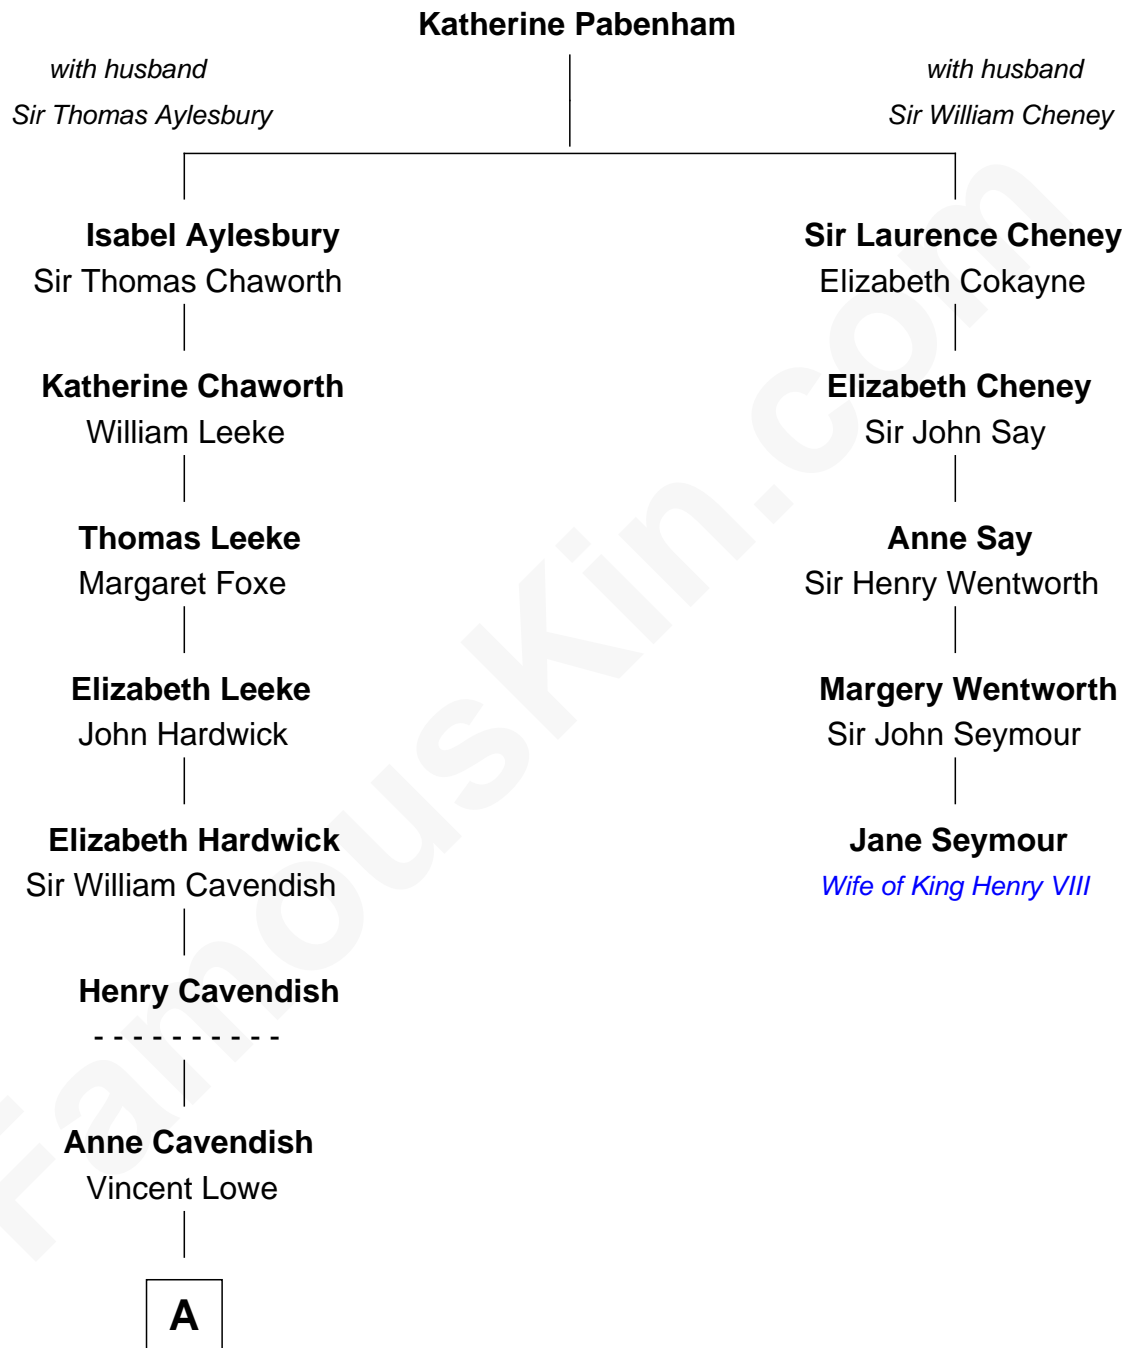 Katherine Pabenham
with husband
Sir Thomas Aylesbury
with husband
Sir William Cheney
Isabel Aylesbury
Sir Thomas Chaworth
Katherine Chaworth
William Leeke
Thomas Leeke
Margaret Foxe
Elizabeth Leeke
John Hardwick
Elizabeth Hardwick
Sir William Cavendish
Henry Cavendish
- - - - - - - - - -
Anne Cavendish
Vincent Lowe
A
Sir Laurence Cheney
Elizabeth Cokayne
Elizabeth Cheney
Sir John Say
Anne Say
Sir Henry Wentworth
Margery Wentworth
Sir John Seymour
Jane Seymour
Wife of King Henry VIII
FamousKin.com